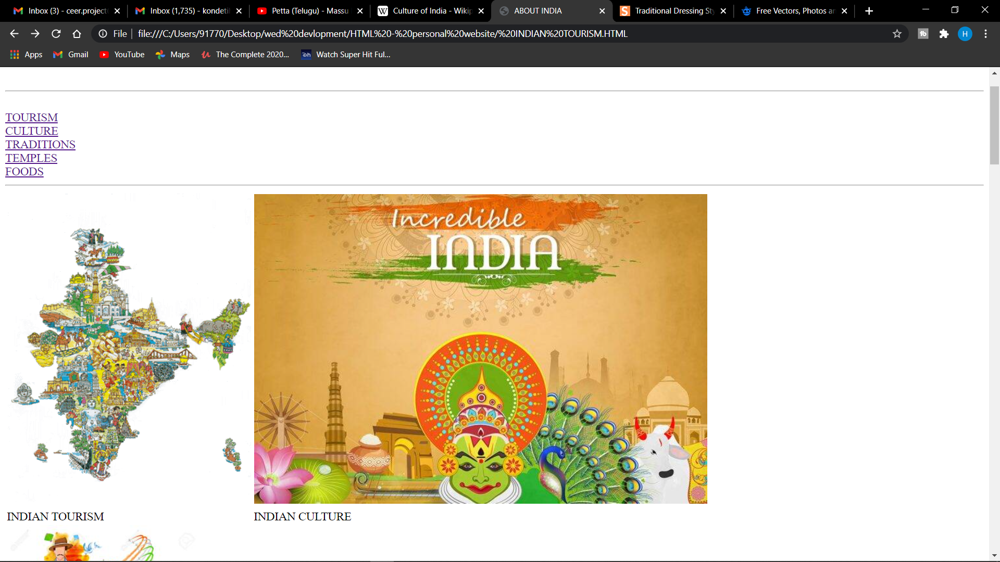 Inbox (3) - ceer.project
Inbox (1,735) - kondeti
Petta (Telugu) - Massu
Culture of India - Wikip
ABOUT INDIA
Traditional Dressing Sty
Free Vectors, Photos an
File
file:///C:/Users/91770/Desktop/wed%20devlopment/HTML%20-%20personal%20website/%20INDIAN%20TOURISM.HTML
H
Apps
Gmail
YouTube
Maps
The Complete 2020...
Watch Super Hit Ful...
TOURISM
CULTURE
TRADITIONS
TEMPLES
FOODS
Incredible
INDIA
INDIAN TOURISM
INDIAN CULTURE